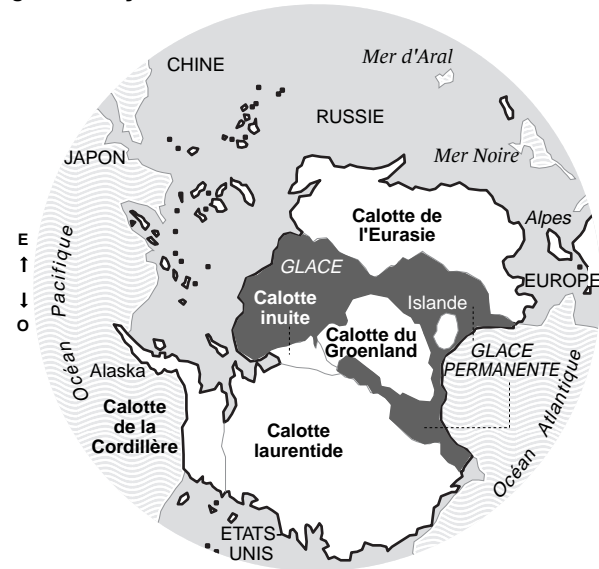 CHINE
Mer d'Aral
RUSSIE
JAPON
Mer Noire
Calotte de
l'Eurasie
Alpes
E
O
Océan Pacifique
GLACE
EUROPE
Calotte
inuite
Islande
Calotte du
Groenland
GLACE
PERMANENTE
Alaska
Calotte
de la
Cordillère
Calotte
laurentide
Océan Atlantique
ETATS-
UNIS